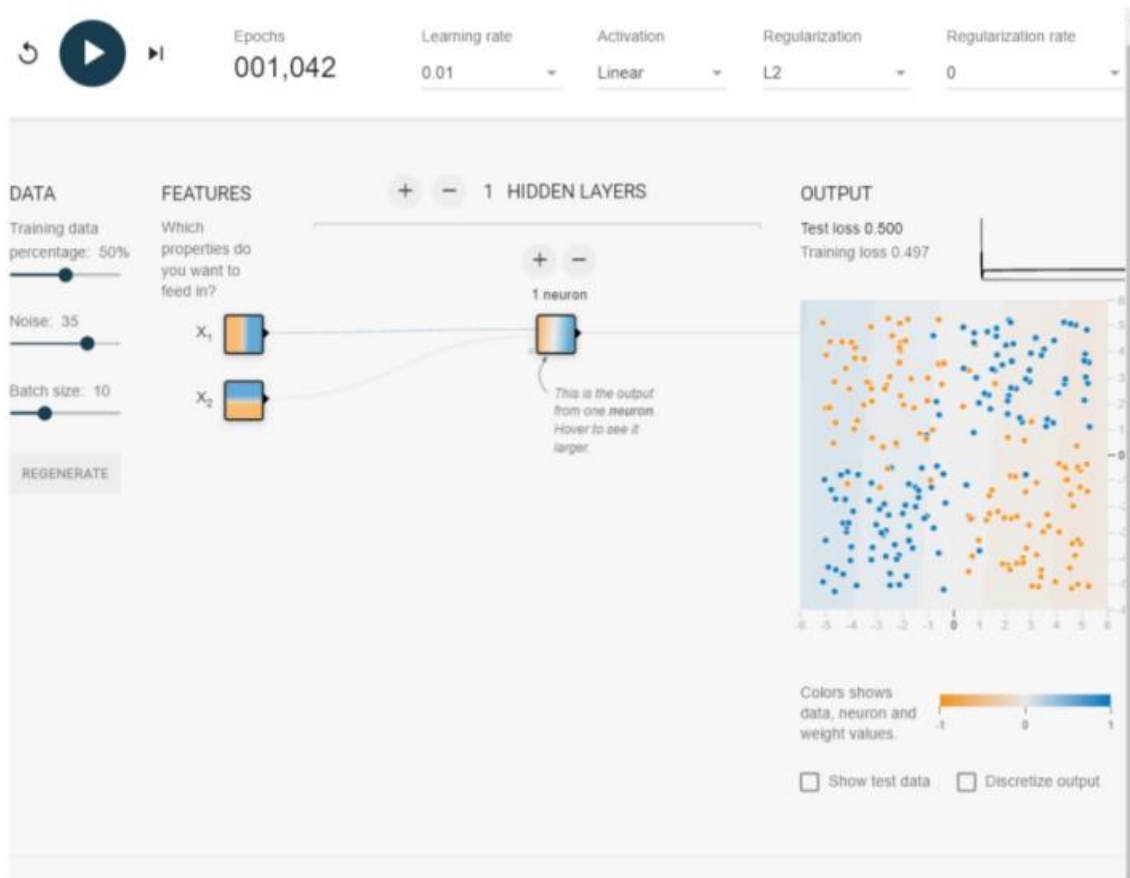 Epochs
001,042
Learning rate
0.01
Activation
Linear
Regularization
L2
Regularization rate
0
DATA
Training data
percentage: 50%
Noise: 35
Batch size: 10
REGENERATE
FEATURES
Which
properties do
you want to
feed in?
X₁
X₂
+ − 1 HIDDEN LAYERS
+ −
1 neuron
This is the output
from one neuron.
Hover to see it
larger.
OUTPUT
Test loss 0.500
Training loss 0.497
-6 -5 -4 -3 -2 -1 0 1 2 3 4 5 6
Colors shows
data, neuron and
weight values.
-1 0 1
Show test data
Discretize output